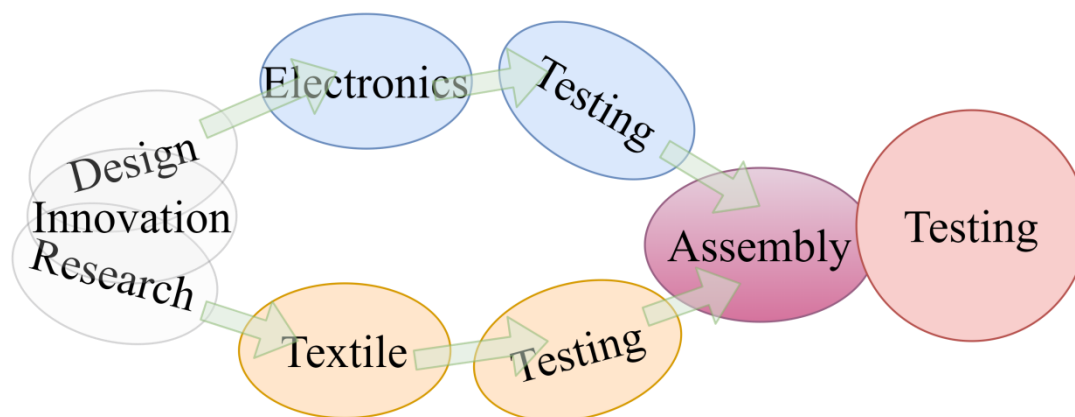 Design
Innovation
Research
Electronics
Testing
Textile
Testing
Assembly
Testing